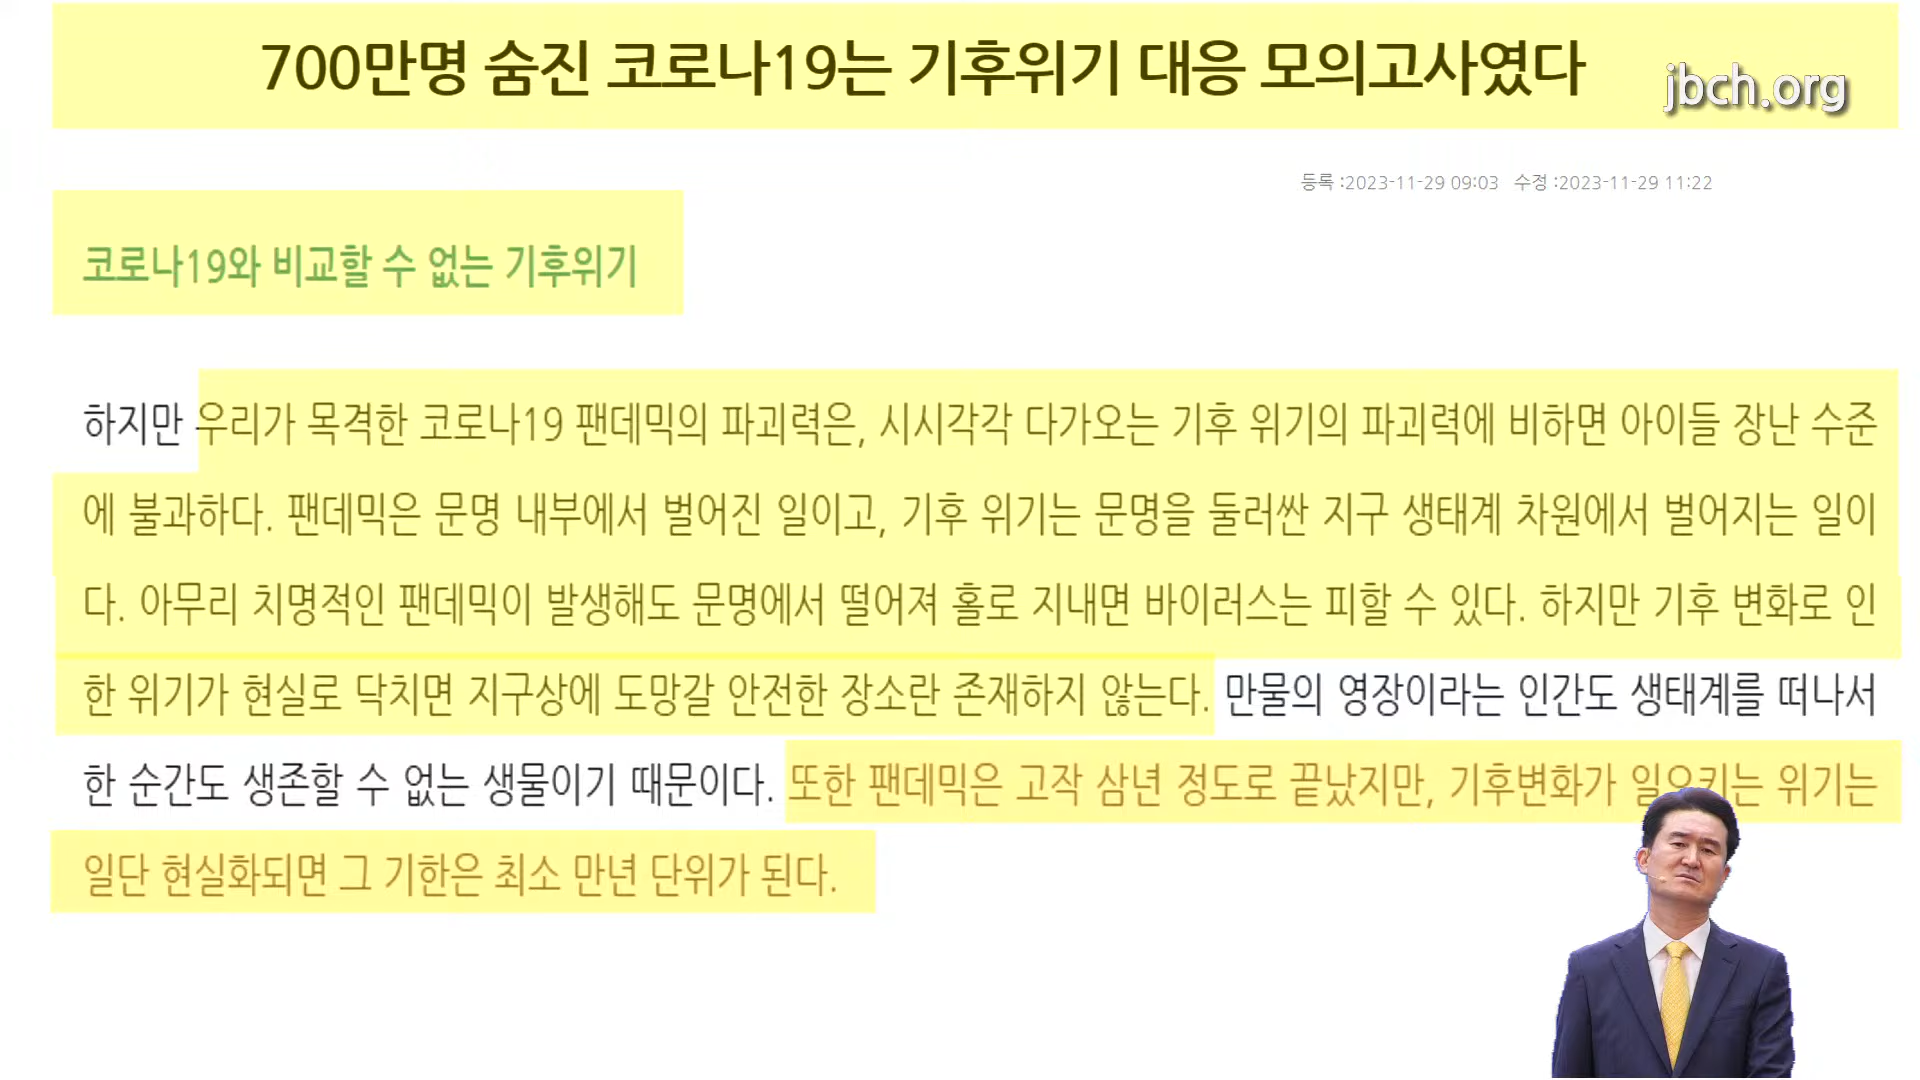 700만명 숨진 코로나19는 기후위기 대응 모의고사였다
jbch.org
등록 :2023-11-29 09:03 수정 :2023-11-29 11:22
코로나19와 비교할 수 없는 기후위기
하지만 우리가 목격한 코로나19 팬데믹의 파괴력은, 시시각각 다가오는 기후 위기의 파괴력에 비하면 아이들 장난 수준
에 불과하다. 팬데믹은 문명 내부에서 벌어진 일이고, 기후 위기는 문명을 둘러싼 지구 생태계 차원에서 벌어지는 일이
다. 아무리 치명적인 팬데믹이 발생해도 문명에서 떨어져 홀로 지내면 바이러스는 피할 수 있다. 하지만 기후 변화로 인
한 위기가 현실로 닥치면 지구상에 도망갈 안전한 장소란 존재하지 않는다. 만물의 영장이라는 인간도 생태계를 떠나서
한 순간도 생존할 수 없는 생물이기 때문이다. 또한 팬데믹은 고작 삼년 정도로 끝났지만, 기후변화가 일으키는 위기는
일단 현실화되면 그 기한은 최소 만년 단위가 된다.